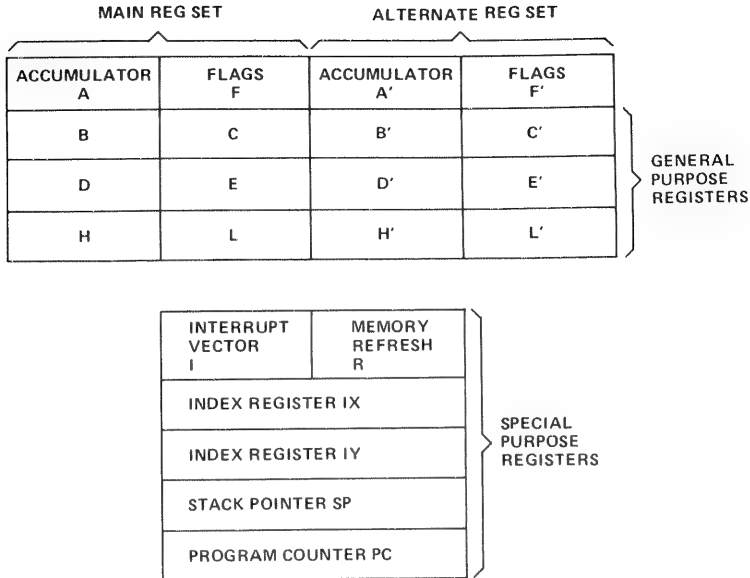 MAIN REG SET
ALTERNATE REG SET
ACCUMULATOR
A
FLAGS
F
ACCUMULATOR
A′
FLAGS
F′
B
C
B′
C′
D
E
D′
E′
H
L
H′
L′
GENERAL
PURPOSE
REGISTERS
INTERRUPT
VECTOR
I
MEMORY
REFRESH
R
INDEX REGISTER IX
INDEX REGISTER IY
STACK POINTER SP
PROGRAM COUNTER PC
SPECIAL
PURPOSE
REGISTERS